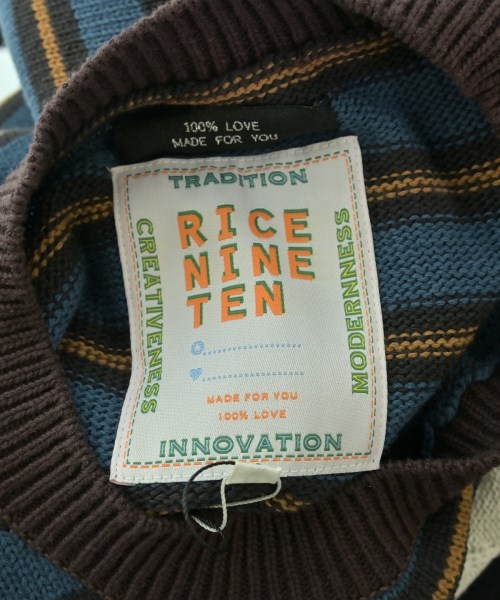 100% LOVE
MADE FOR YOU
TRADITION
CREATIVENESS
RICE
NINE
TEN
MODERNNESS
MADE FOR YOU
100% LOVE
INNOVATION